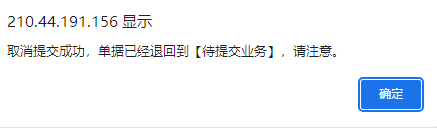 210.44.191.156 显示
取消提交成功，单据已经退回到【待提交业务】，请注意。
确定